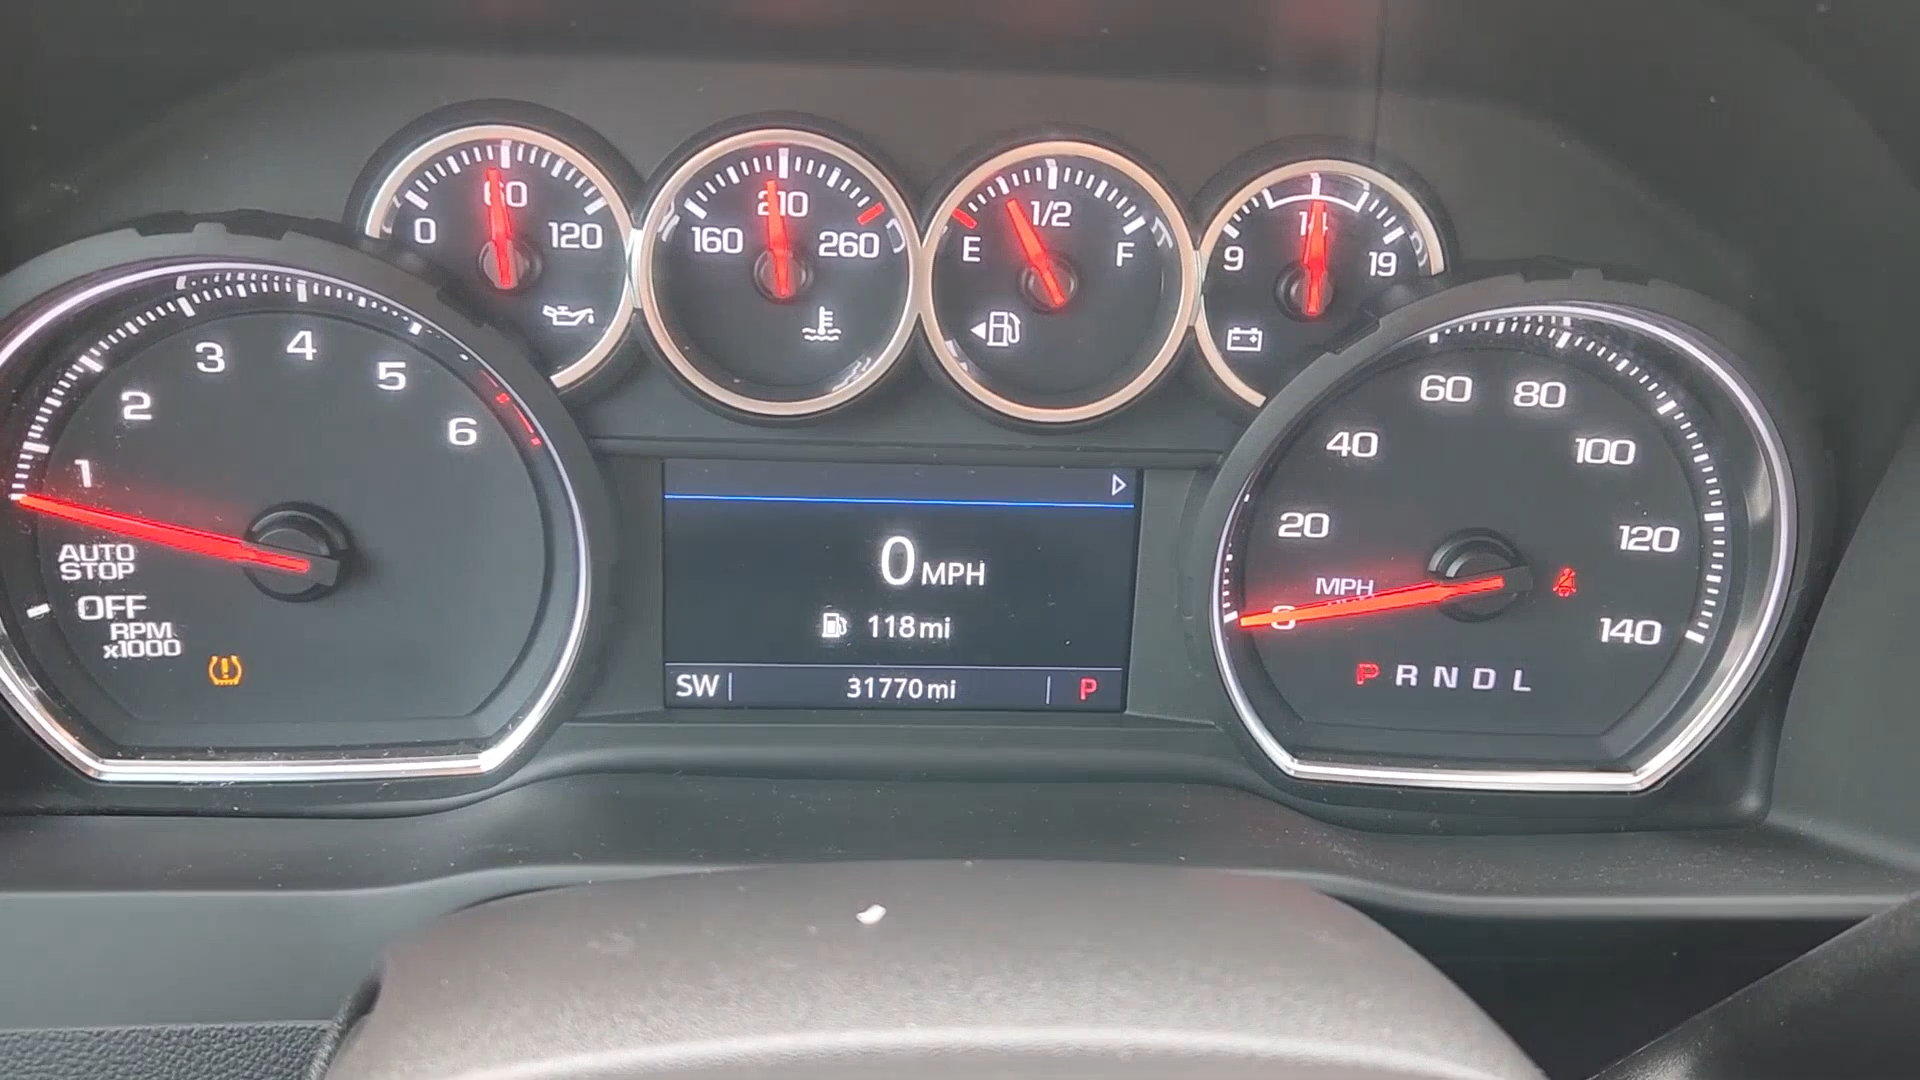 0 60 120
160 210 260
E 1/2 F
9 14 19
1 2 3 4 5 6
AUTO
STOP
OFF
RPM
x1000
0 MPH
118 mi
SW
31770 mi
P
0 20 40 60 80 100 120 140
MPH
P R N D L